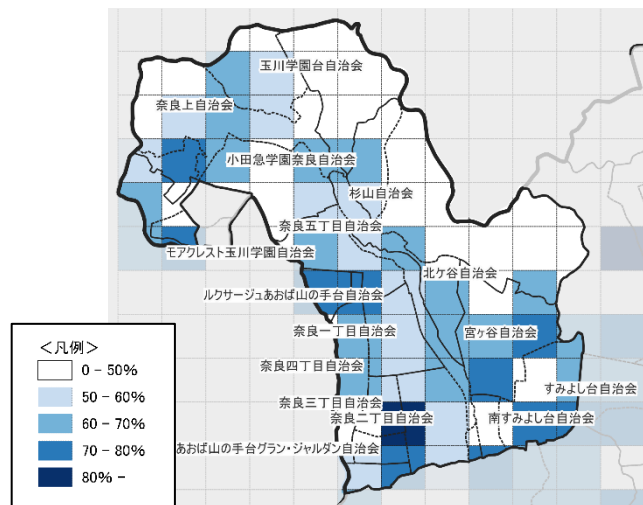 玉川学園台自治会
奈良上自治会
小田急学園奈良自治会
杉山自治会
奈良五丁目自治会
モアクレスト玉川学園自治会
北ケ谷自治会
ルクサージュあおば山の手台自治会
奈良一丁目自治会
宮ヶ谷自治会
奈良四丁目自治会
すみよし台自治会
奈良三丁目自治会
奈良二丁目自治会
南すみよし台自治会
あおば山の手台グラン・ジャルダン自治会
＜凡例＞
0 – 50%
50 – 60%
60 – 70%
70 – 80%
80% -